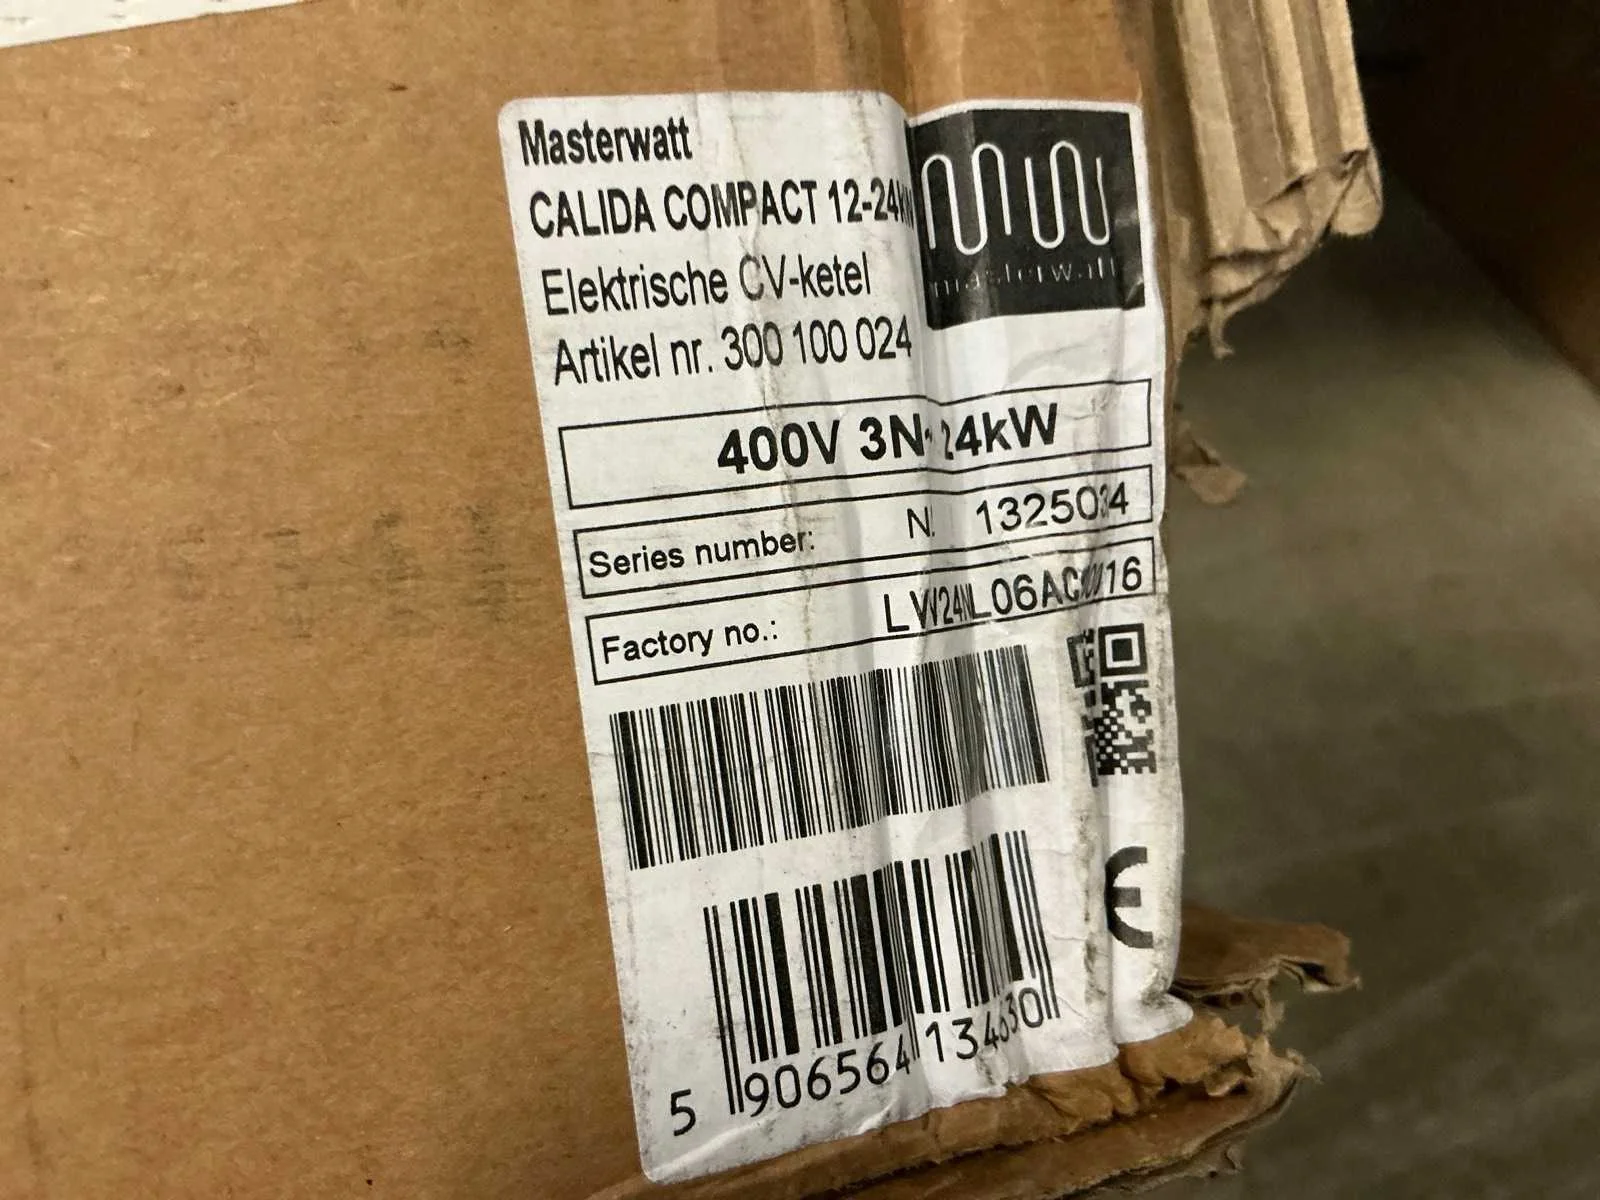 Masterwatt
CALIDA COMPACT 12-24kW
masterwatt
Elektrische CV-ketel
Artikel nr. 300 100 024
400V 3N~24kW
Series number: N.
Factory no.:
5 906564